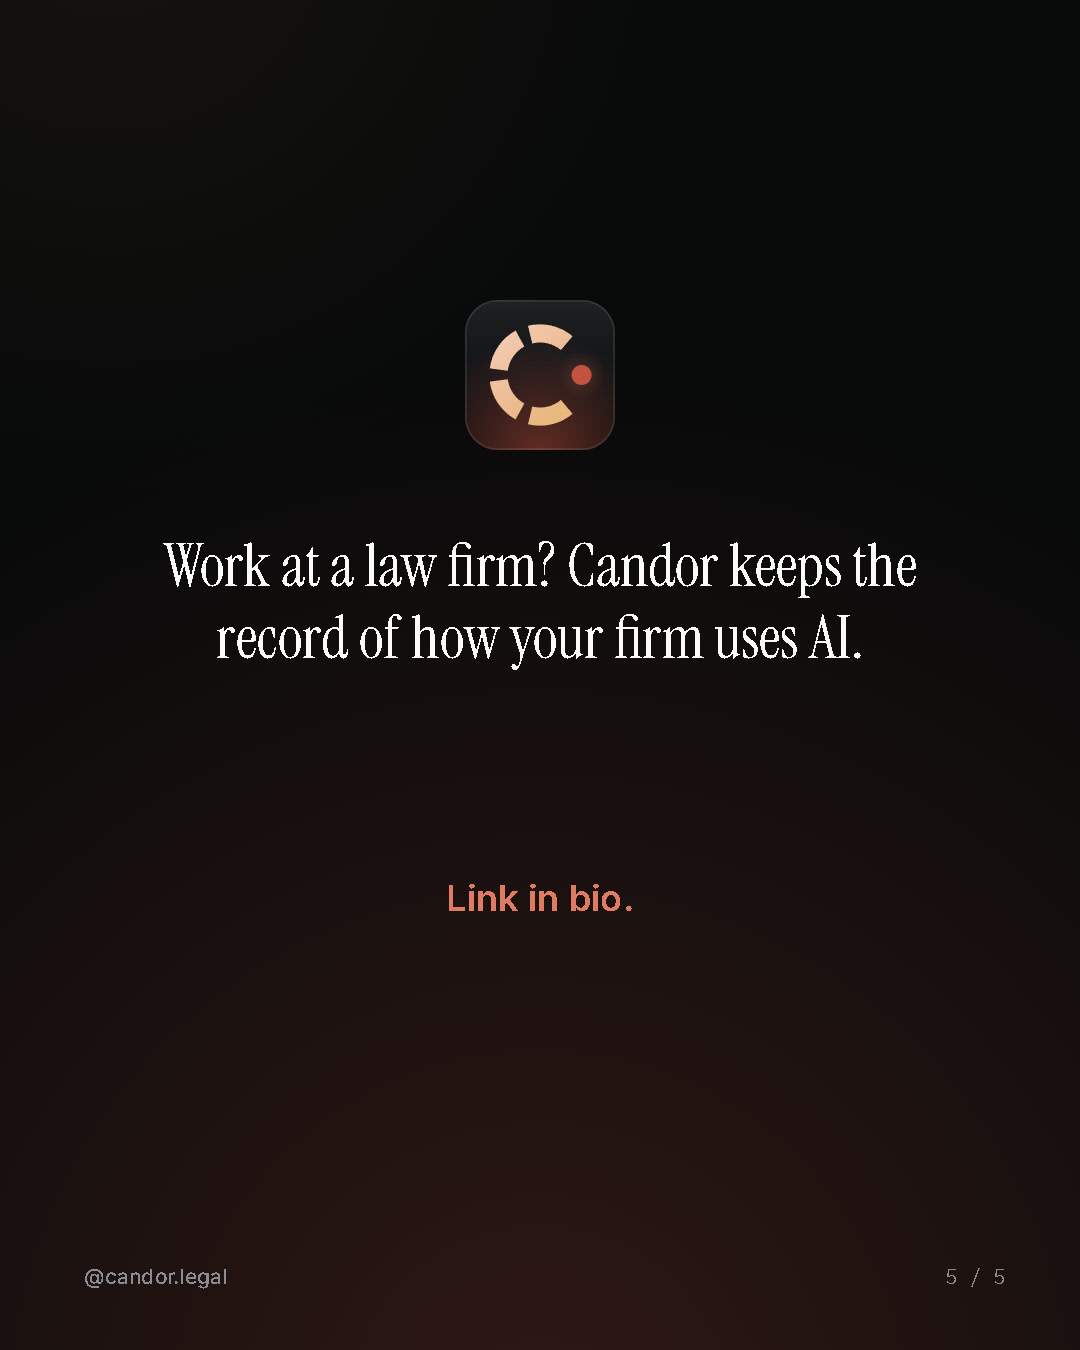 Work at a law firm? Candor keeps the
record of how your firm uses AI.
Link in bio.
@candor.legal
5 / 5